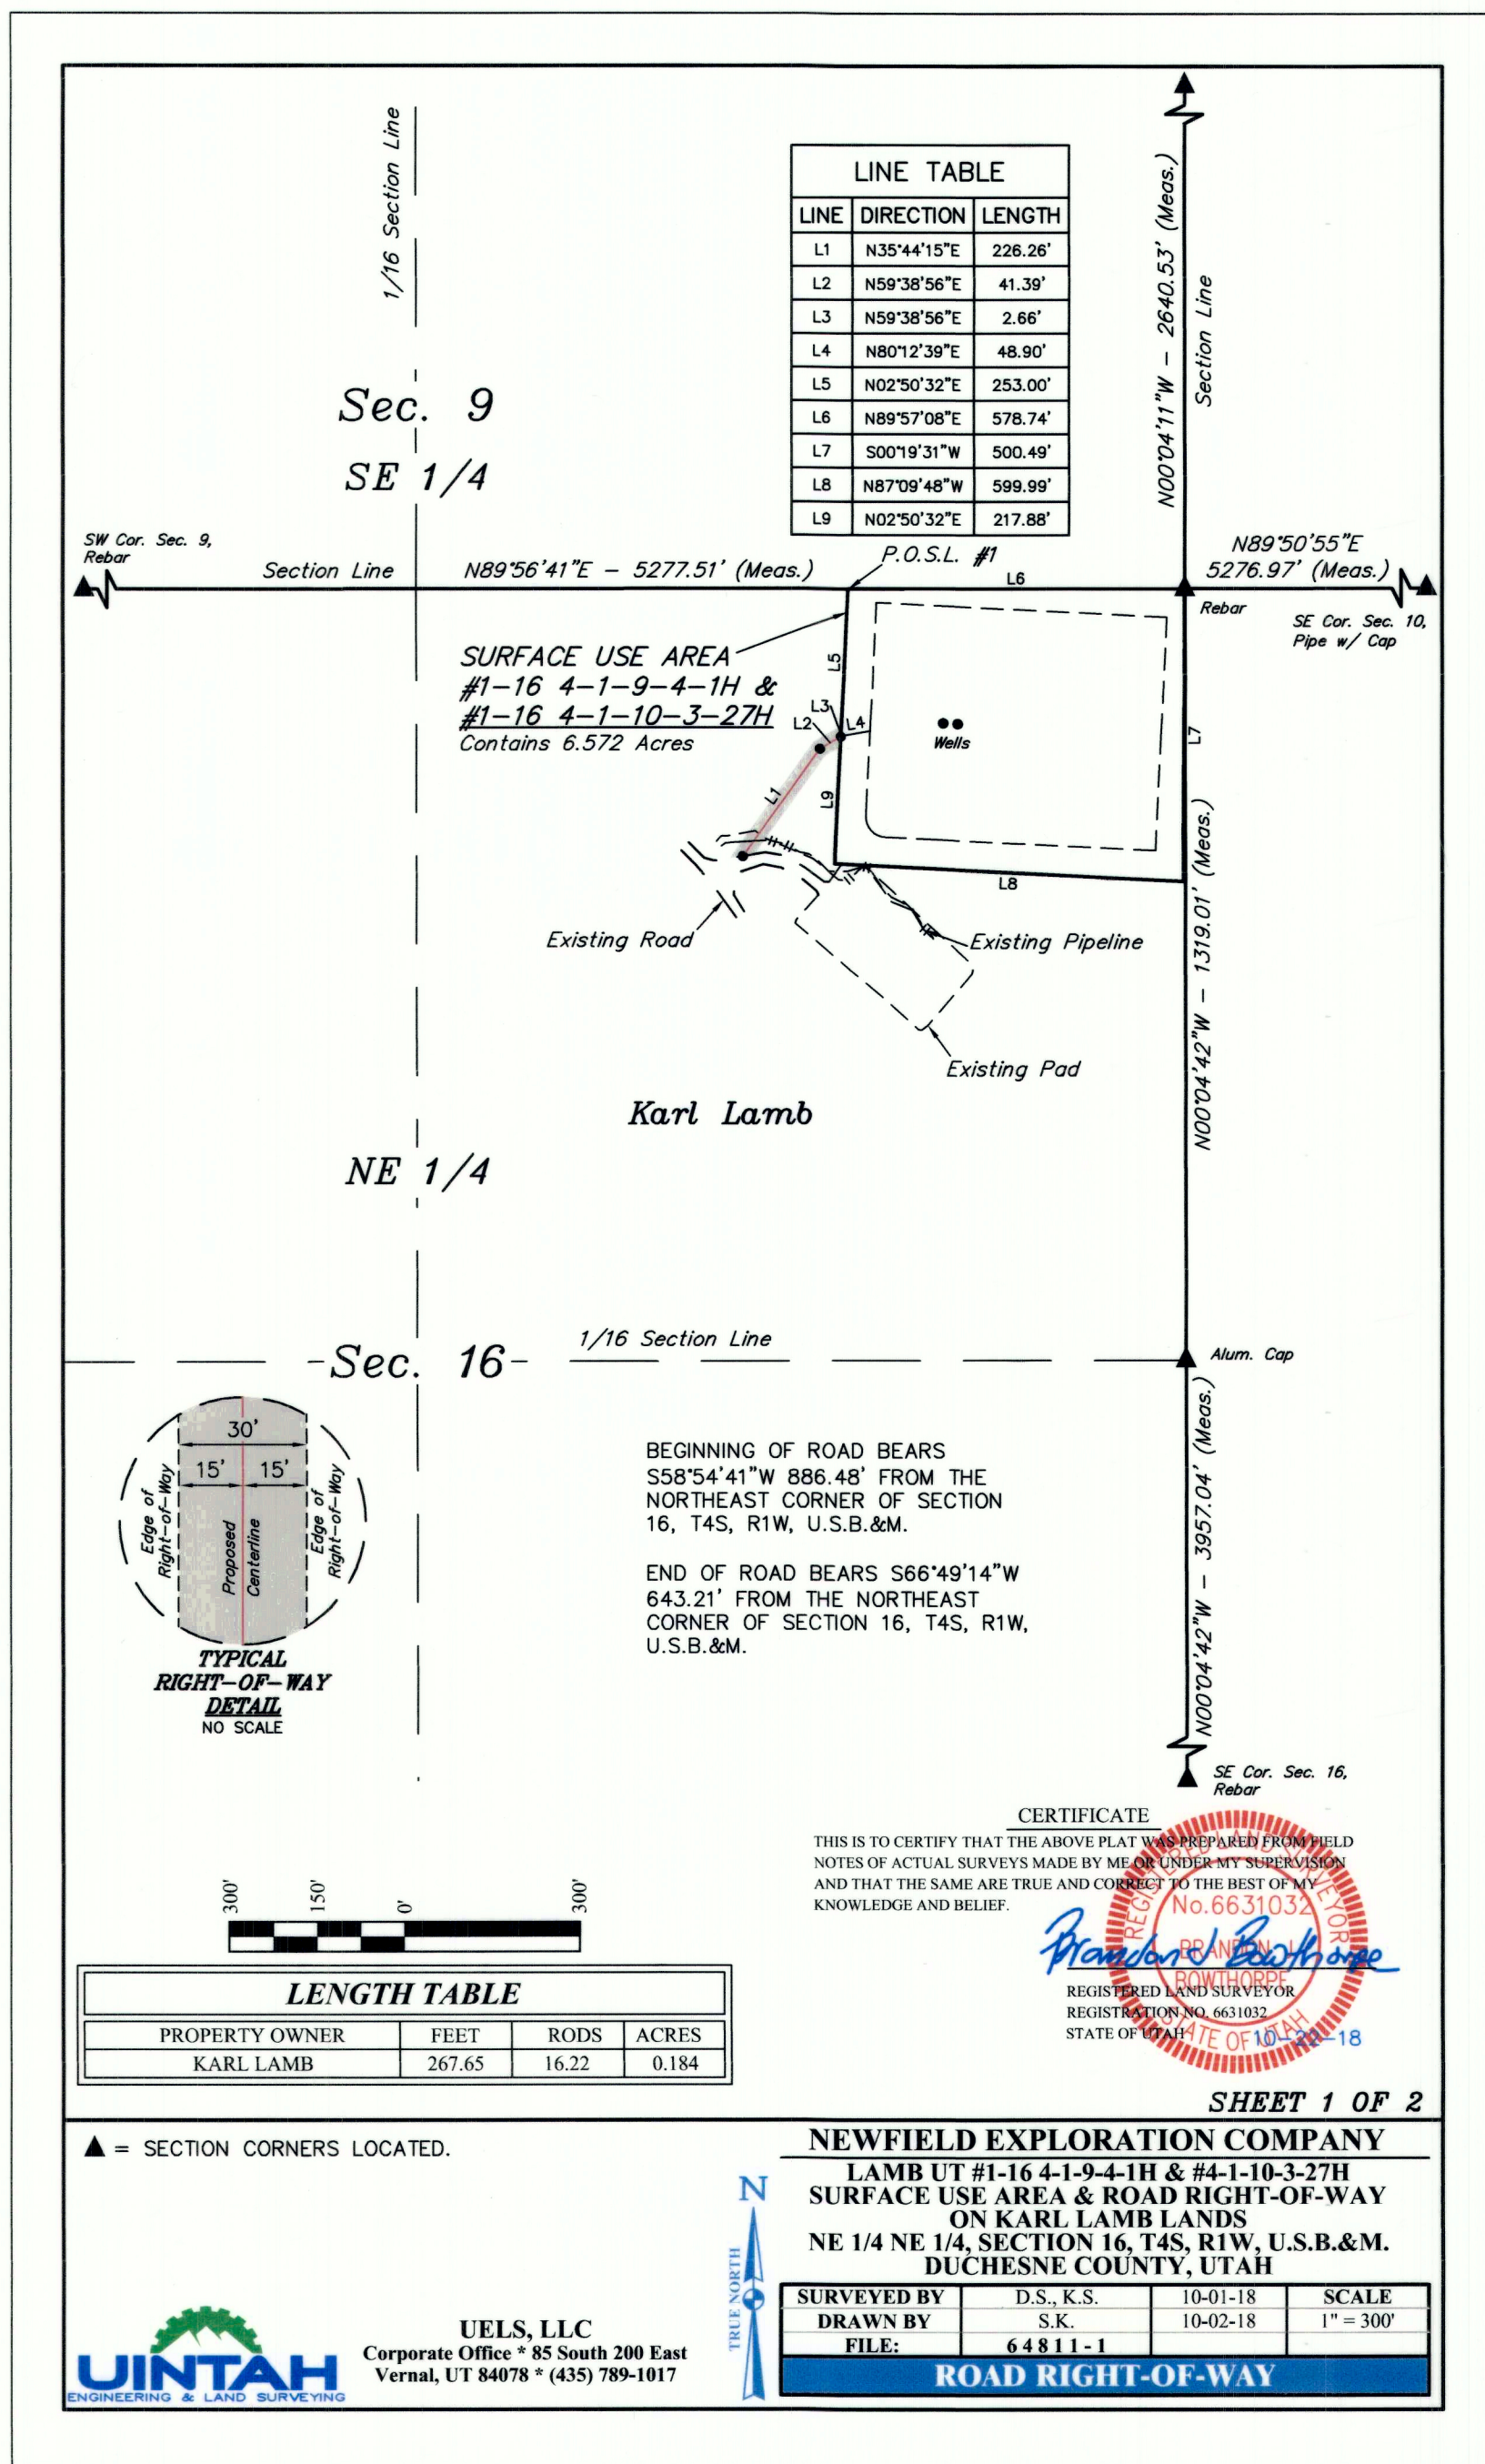 1/16 Section Line
LINE TABLE
LINE DIRECTION LENGTH
L1 N35°44'15"E 226.26'
L2 N59°38'56"E 41.39'
L3 N59°38'56"E 2.66'
L4 N80°12'39"E 48.90'
L5 N02°50'32"E 253.00'
L6 N89°57'08"E 578.74'
L7 S00°19'31"W 500.49'
L8 N87°09'48"W 599.99'
L9 N02°50'32"E 217.88'
N00°04'11"W - 2640.53' (Meas.)
Section Line
Sec. 9
SE 1/4
SW Cor. Sec. 9,
Rebar
Section Line
N89°56'41"E - 5277.51' (Meas.)
P.O.S.L. #1
L6
N89°50'55"E
5276.97' (Meas.)
Rebar
SE Cor. Sec. 10,
Pipe w/ Cap
SURFACE USE AREA
#1-16 4-1-9-4-1H &
#1-16 4-1-10-3-27H
Contains 6.572 Acres
L5
L3
L2
L4
L1
L9
Wells
L7
L8
Existing Road
Existing Pipeline
Existing Pad
N00°04'42"W - 1319.01' (Meas.)
Karl Lamb
NE 1/4
Sec. 16
1/16 Section Line
Alum. Cap
30'
15' 15'
Edge of
Right-of-Way
Proposed
Centerline
Edge of
Right-of-Way
TYPICAL
RIGHT-OF-WAY
DETAIL
NO SCALE
BEGINNING OF ROAD BEARS
S58°54'41"W 886.48' FROM THE
NORTHEAST CORNER OF SECTION
16, T4S, R1W, U.S.B.&M.
END OF ROAD BEARS S66°49'14"W
643.21' FROM THE NORTHEAST
CORNER OF SECTION 16, T4S, R1W,
U.S.B.&M.
N00°04'42"W - 3957.04' (Meas.)
SE Cor. Sec. 16,
Rebar
CERTIFICATE
THIS IS TO CERTIFY THAT THE ABOVE PLAT WAS PREPARED FROM FIELD
NOTES OF ACTUAL SURVEYS MADE BY ME OR UNDER MY SUPERVISION
AND THAT THE SAME ARE TRUE AND CORRECT TO THE BEST OF MY
KNOWLEDGE AND BELIEF.
REGISTERED LAND SURVEYOR
No.6631032
BRANDON J.
BOWTHORPE
STATE OF UTAH
Brandon J Bowthorpe
REGISTERED LAND SURVEYOR
REGISTRATION NO. 6631032
STATE OF UTAH
10-22-18
300' 150' 0' 300'
LENGTH TABLE
PROPERTY OWNER FEET RODS ACRES
KARL LAMB 267.65 16.22 0.184
SHEET 1 OF 2
▲ = SECTION CORNERS LOCATED.
NEWFIELD EXPLORATION COMPANY
LAMB UT #1-16 4-1-9-4-1H & #4-1-10-3-27H
SURFACE USE AREA & ROAD RIGHT-OF-WAY
ON KARL LAMB LANDS
NE 1/4 NE 1/4, SECTION 16, T4S, R1W, U.S.B.&M.
DUCHESNE COUNTY, UTAH
N
TRUE NORTH
SURVEYED BY D.S., K.S. 10-01-18 SCALE
DRAWN BY S.K. 10-02-18 1" = 300'
FILE: 64811-1
ROAD RIGHT-OF-WAY
UINTAH
ENGINEERING & LAND SURVEYING
UELS, LLC
Corporate Office * 85 South 200 East
Vernal, UT 84078 * (435) 789-1017